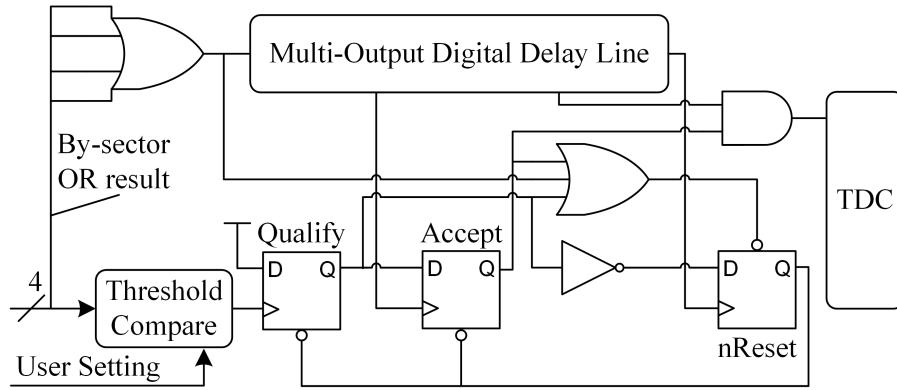 Multi-Output Digital Delay Line
By-sector
OR result
TDC
Qualify
Accept
D Q
D Q
D Q
4
Threshold
Compare
nReset
User Setting